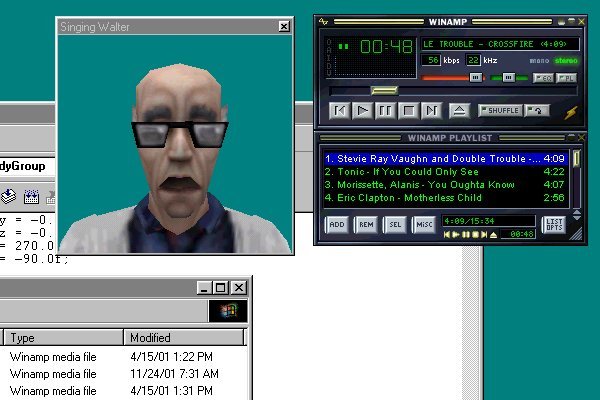 Singing Walter
WINAMP
OAIDV
00:48
LE TROUBLE - CROSSFIRE <4:09>
56 kbps 22 kHz mono stereo
EQ PL
SHUFFLE
WINAMP PLAYLIST
1. Stevie Ray Vaughn and Double Trouble -... 4:09
2. Tonic - If You Could Only See 4:22
3. Morissette, Alanis - You Oughta Know 4:07
4. Eric Clapton - Motherless Child 2:56
ADD REM SEL MISC
4:09/15:34
00:48
LIST OPTS
dyGroup
y = -0.
z = -0.
= 270.0
= -90.0f;
Type Modified
Winamp media file 4/15/01 1:22 PM
Winamp media file 11/24/01 7:31 AM
Winamp media file 4/15/01 1:31 PM